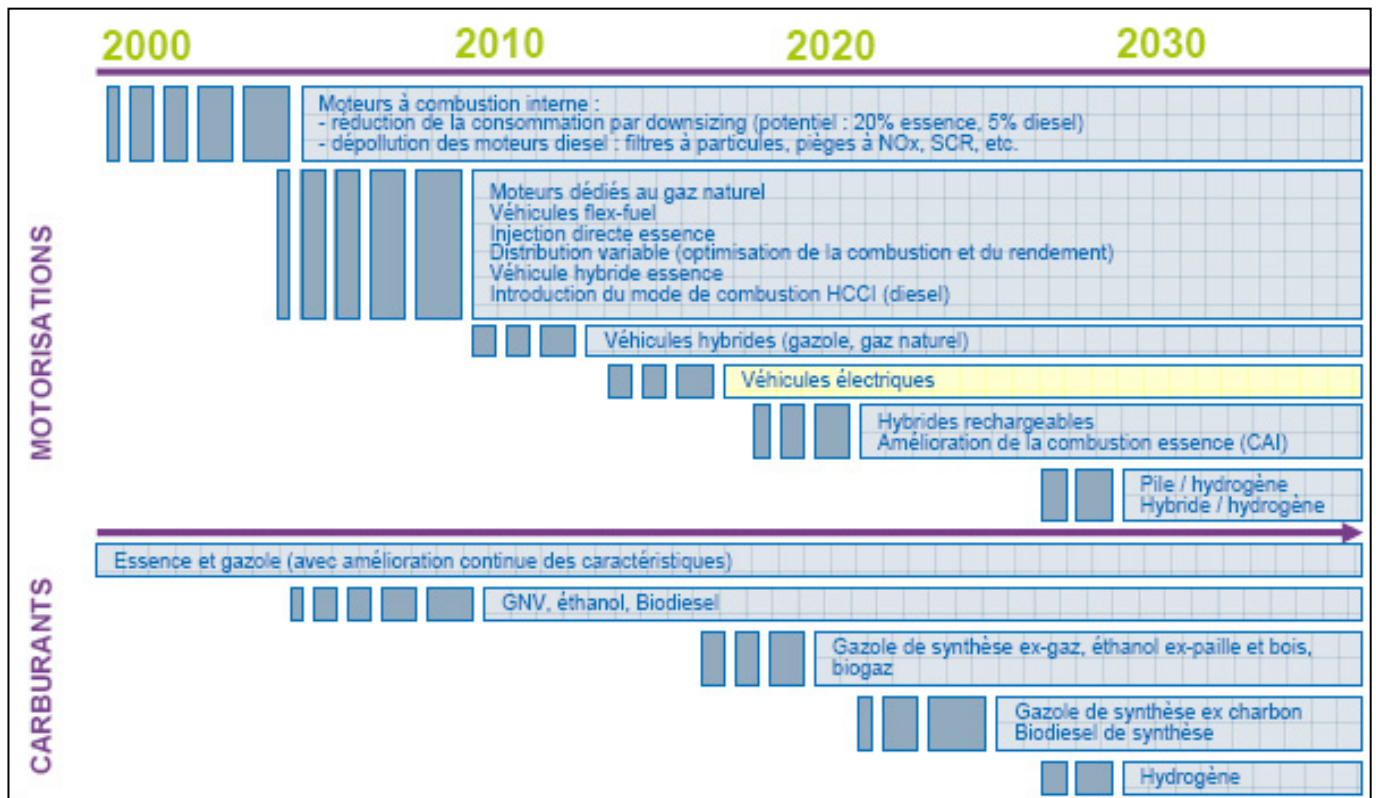 2000 2010 2020 2030
MOTORISATIONS
Moteurs à combustion interne :
- réduction de la consommation par downsizing (potentiel : 20% essence, 5% diesel)
- dépollution des moteurs diesel : filtres à particules, pièges à NOx, SCR, etc.
Moteurs dédiés au gaz naturel
Véhicules flex-fuel
Injection directe essence
Distribution variable (optimisation de la combustion et du rendement)
Véhicule hybride essence
Introduction du mode de combustion HCCI (diesel)
Véhicules hybrides (gazole, gaz naturel)
Véhicules électriques
Hybrides rechargeables
Amélioration de la combustion essence (CAI)
Pile / hydrogène
Hybride / hydrogène
CARBURANTS
Essence et gazole (avec amélioration continue des caractéristiques)
GNV, éthanol, Biodiesel
Gazole de synthèse ex-gaz, éthanol ex-paille et bois,
biogaz
Gazole de synthèse ex charbon
Biodiesel de synthèse
Hydrogène